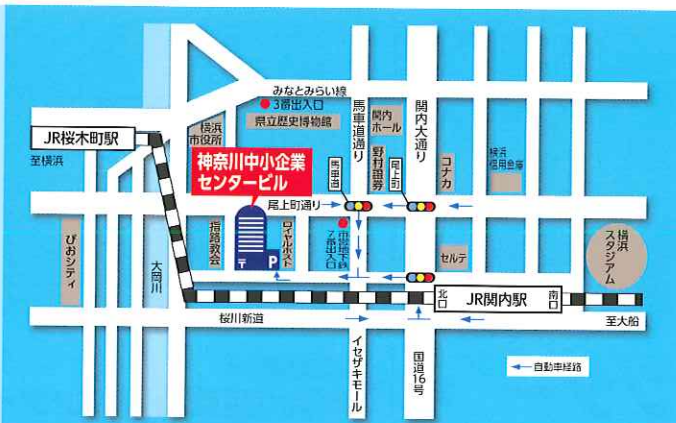 みなとみらい線
3番出入口
県立歴史博物館
馬車道通り
関内ホール
関内大通り
JR桜木町駅
至横浜
横浜市役所
神奈川中小企業
センタービル
野村證券
馬車道
尾上町
コナカ
横浜信用金庫
尾上町通り
ぴおシティ
大岡川
指路教会
〒
P
ロイヤルホスト
市営地下鉄
7番出入口
セルテ
横浜スタジアム
北口
JR関内駅
南口
桜川新道
至大船
イセザキモール
国道16号
自動車経路